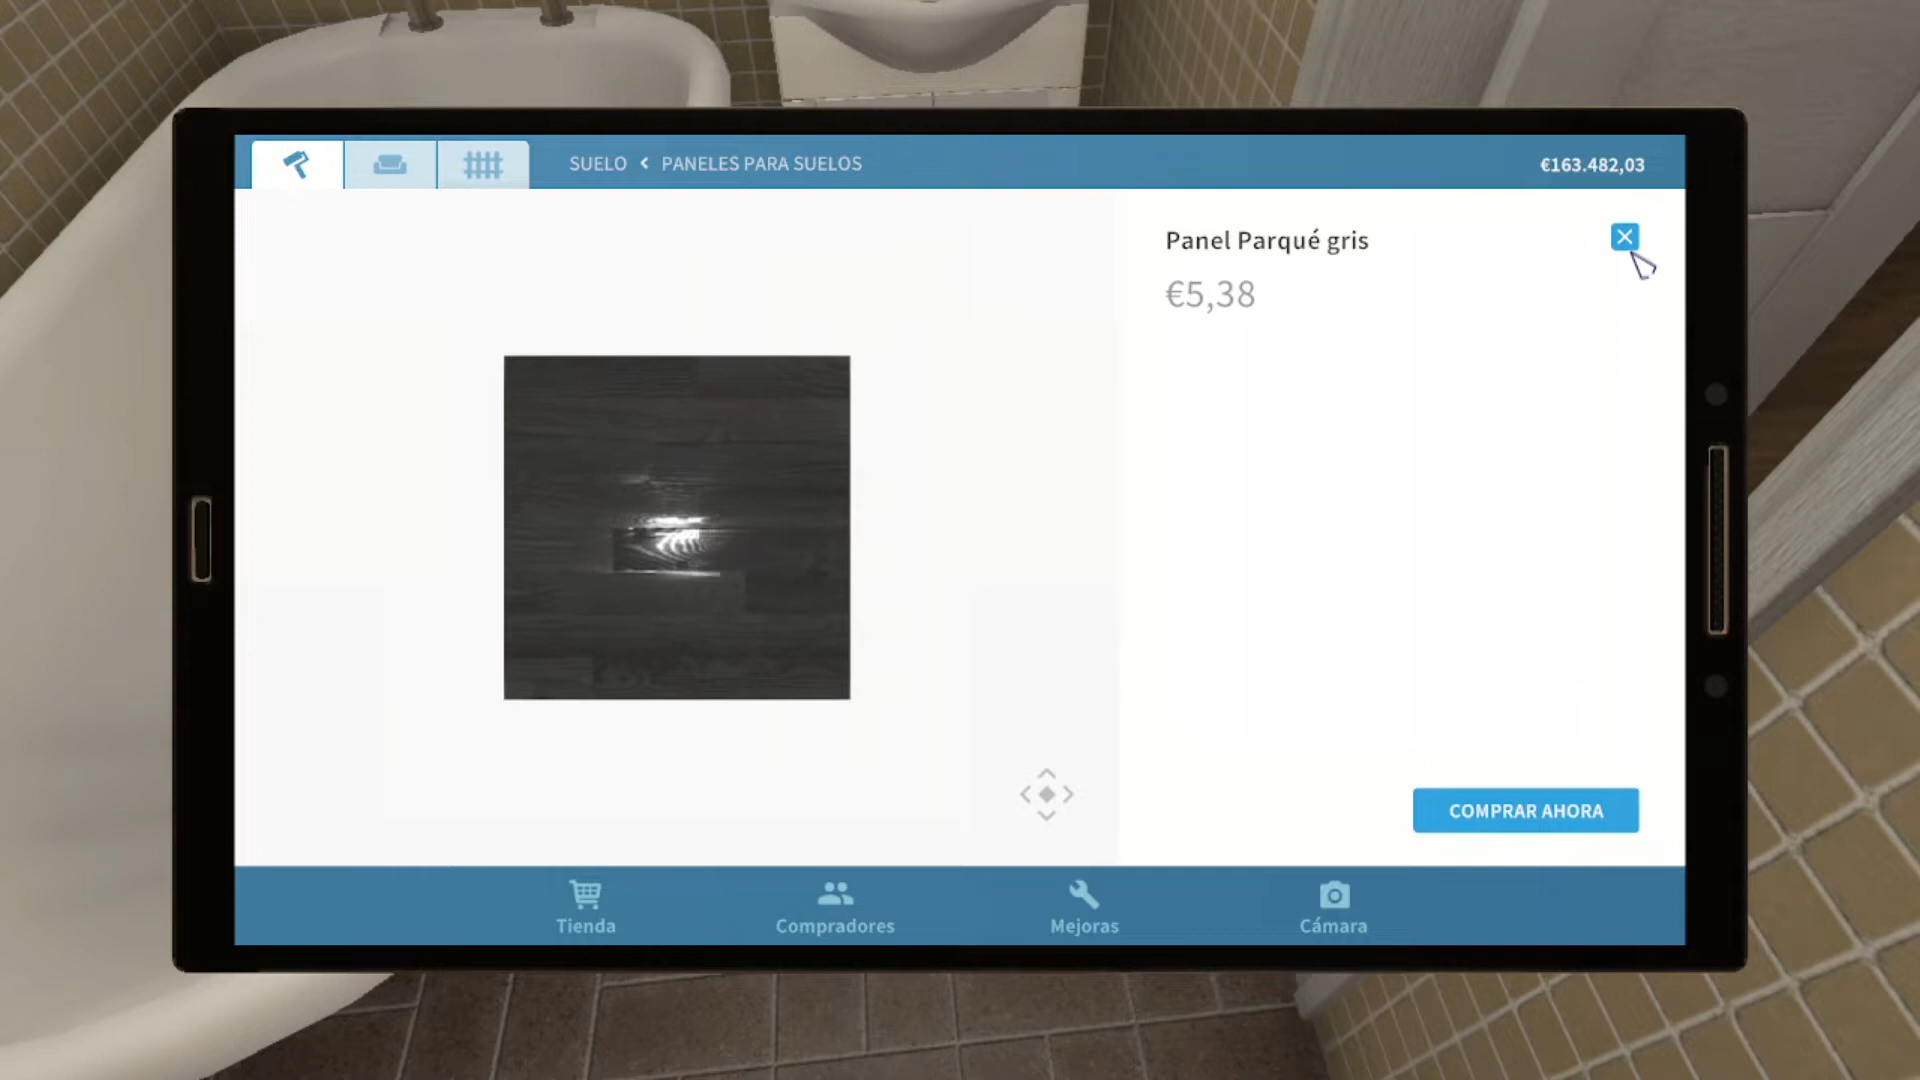 SUELO < PANELES PARA SUELOS
€163.482,03
Panel Parqué gris
€5,38
COMPRAR AHORA
Tienda
Compradores
Mejoras
Cámara